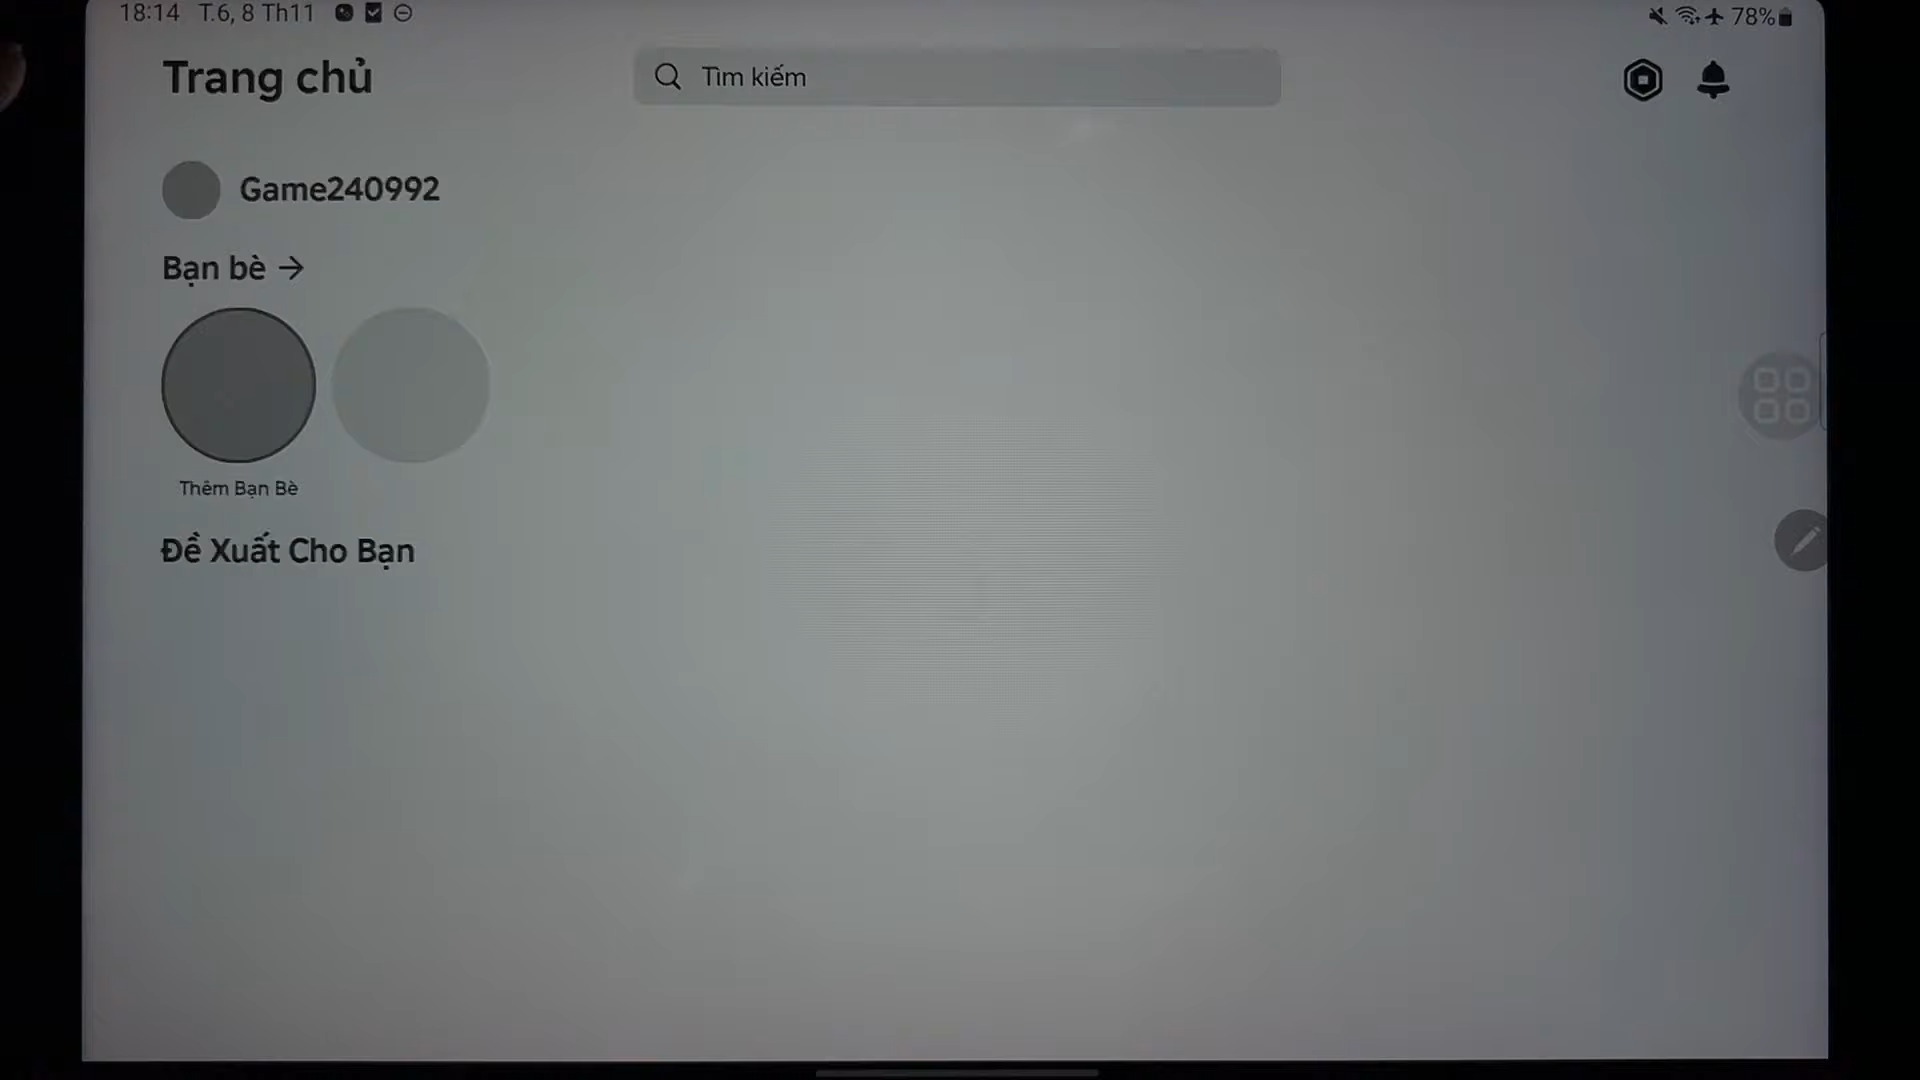 18:14 T.6, 8 Th11 78%
Trang chủ
Tìm kiếm
Game240992
Bạn bè →
Thêm Bạn Bè
Đề Xuất Cho Bạn